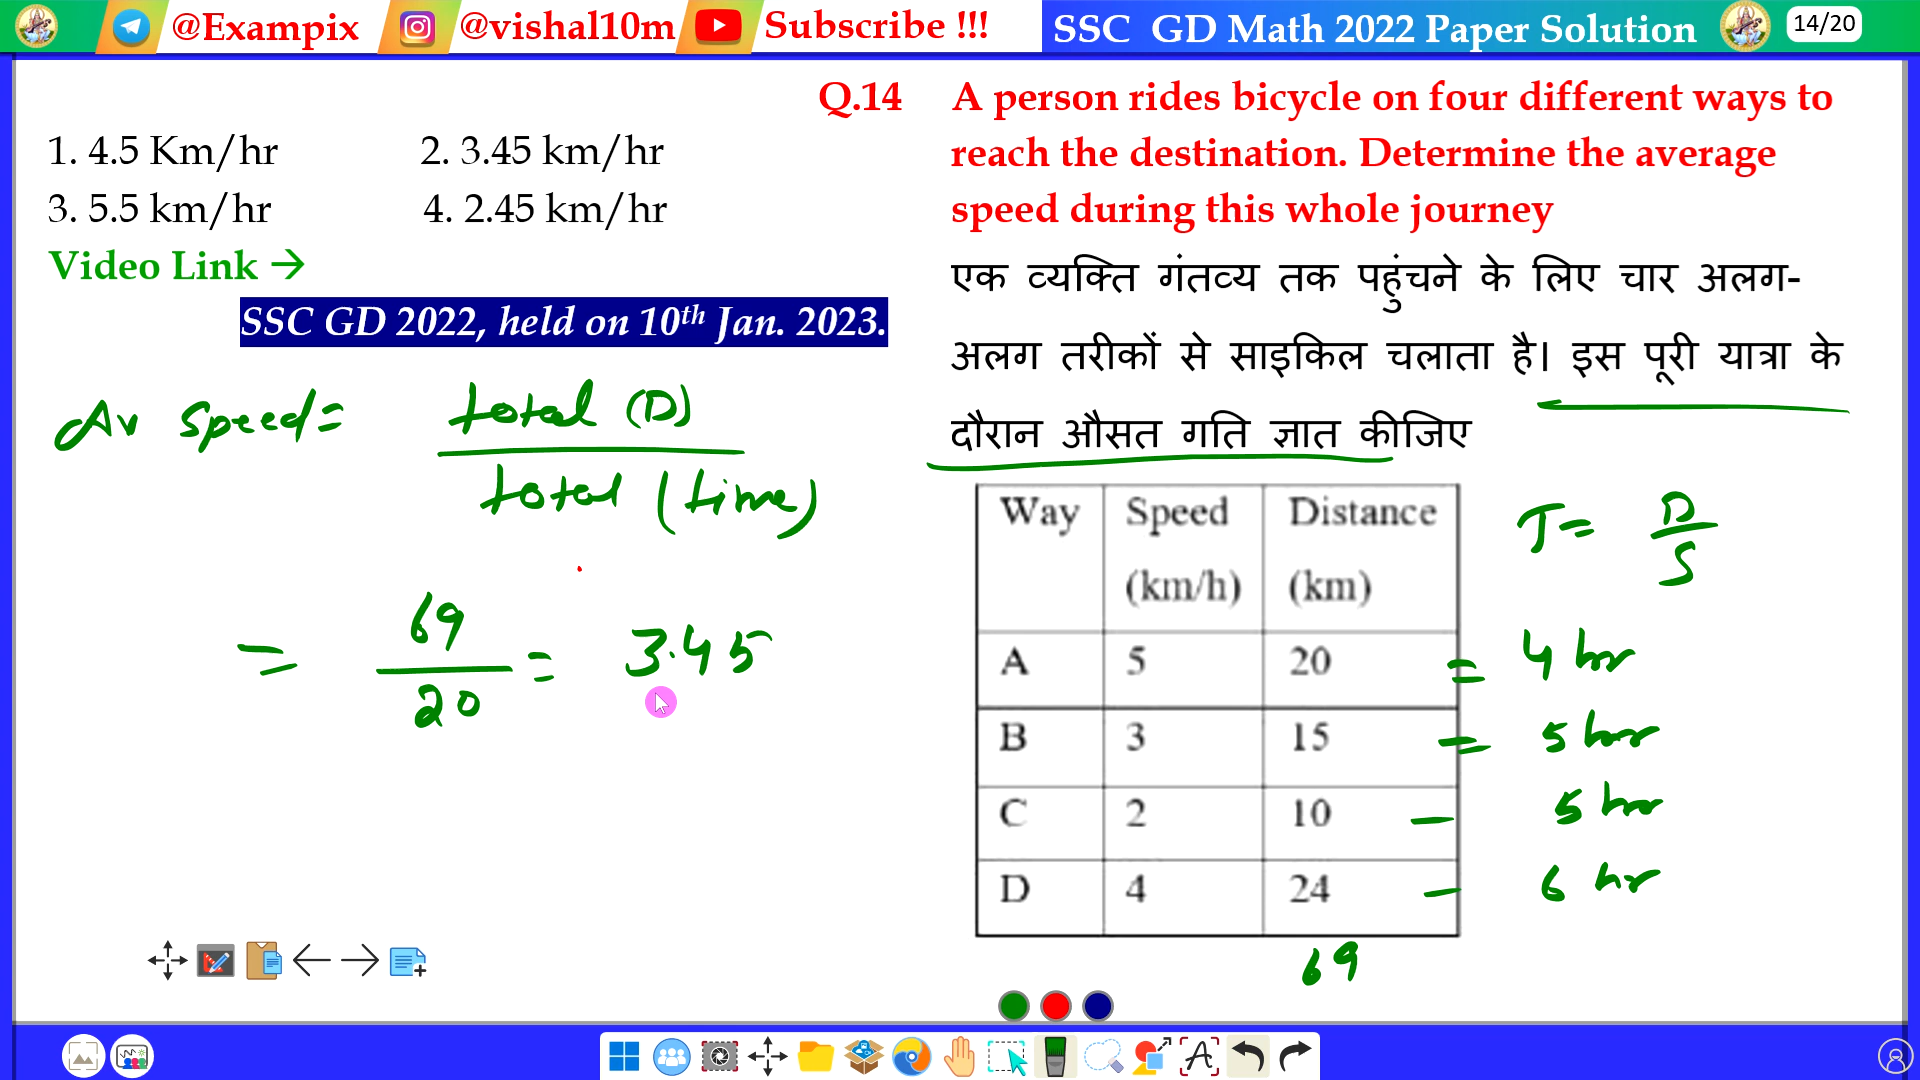 @Exampix @vishal10m Subscribe !!! SSC GD Math 2022 Paper Solution 14/20
Q.14 A person rides bicycle on four different ways to
reach the destination. Determine the average
speed during this whole journey
एक व्यक्ति गंतव्य तक पहुंचने के लिए चार अलग-
अलग तरीकों से साइकिल चलाता है। इस पूरी यात्रा के
दौरान औसत गति ज्ञात कीजिए
1. 4.5 Km/hr 2. 3.45 km/hr
3. 5.5 km/hr 4. 2.45 km/hr
Video Link →
SSC GD 2022, held on 10th Jan. 2023.
Av speed = total (D)
total (time)
= 69
20
= 3.45
Way Speed (km/h) Distance (km)
A 5 20 = 4 hr
B 3 15 = 5 hr
C 2 10 – 5 hr
D 4 24 – 6 hr
69
T = D
S